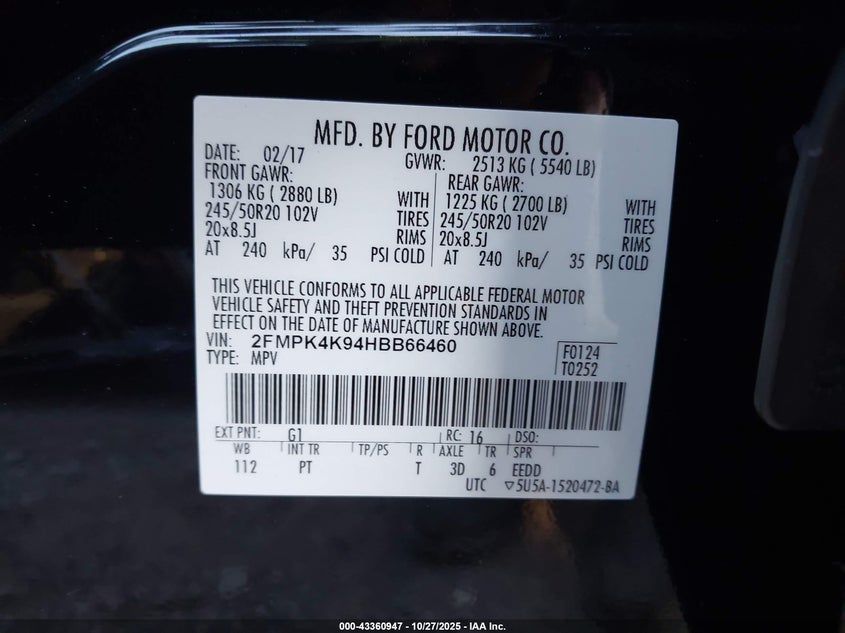 MFD. BY FORD MOTOR CO.
DATE: 02/17 GVWR: 2513 KG ( 5540 LB)
FRONT GAWR: REAR GAWR:
1306 KG ( 2880 LB) WITH 1225 KG ( 2700 LB) WITH
245/50R20 102V TIRES 245/50R20 102V TIRES
20x8.5J RIMS 20x8.5J RIMS
AT 240 kPa/ 35 PSI COLD AT 240 kPa/ 35 PSI COLD
THIS VEHICLE CONFORMS TO ALL APPLICABLE FEDERAL MOTOR
VEHICLE SAFETY AND THEFT PREVENTION STANDARDS IN
EFFECT ON THE DATE OF MANUFACTURE SHOWN ABOVE.
VIN: 2FMPK4K94HBB66460 F0124
TYPE: MPV T0252
EXT PNT: G1 RC: 16 DSO:
WB INT TR TP/PS R AXLE TR SPR
112 PT T 3D 6 EEDD
UTC ▽5U5A-1520472-BA
000-43360947 - 10/27/2025 - IAA Inc.